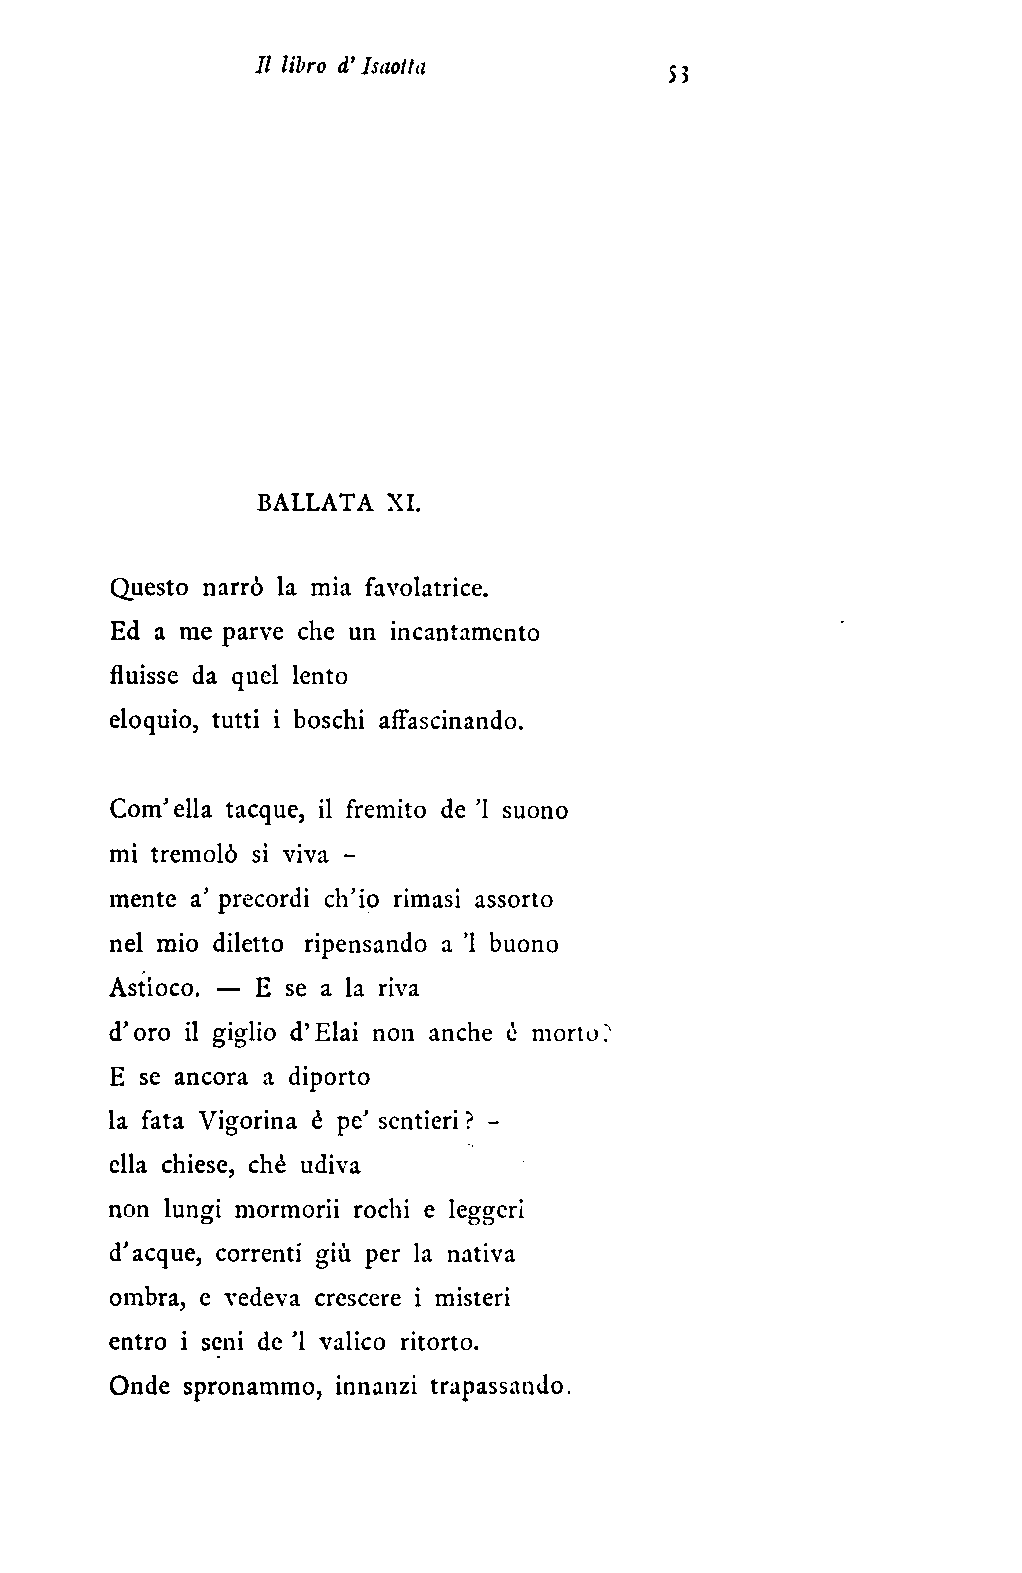 Il libro d' Isaotta 53
BALLATA XI.
Questo narrò la mia favolatrice.
Ed a me parve che un incantamento
fluisse da quel lento
eloquio, tutti i boschi affascinando.
Com' ella tacque, il fremito de 'l suono
mi tremolò sì viva -
mente a' precordi ch'io rimasi assorto
nel mio diletto ripensando a 'l buono
Astìoco. — E se a la riva
d' oro il giglio d' Elai non anche è morto?
E se ancora a diporto
la fata Vigorina è pe' sentieri? -
ella chiese, chè udiva
non lungi mormorii rochi e leggeri
d'acque, correnti giù per la nativa
ombra, e vedeva crescere i misteri
entro i seni de 'l valico ritorto.
Onde spronammo, innanzi trapassando.